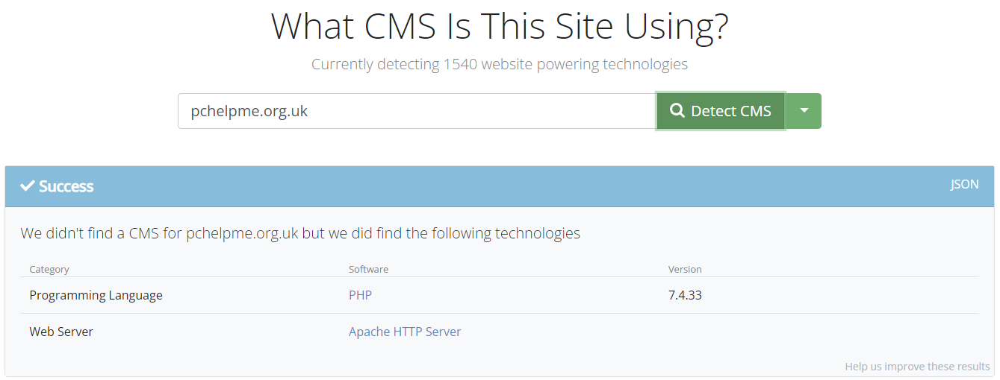 What CMS Is This Site Using?
Currently detecting 1540 website powering technologies
pchelpme.org.uk
Detect CMS
Success
JSON
We didn't find a CMS for pchelpme.org.uk but we did find the following technologies
Category Software Version
Programming Language PHP 7.4.33
Web Server Apache HTTP Server
Help us improve these results